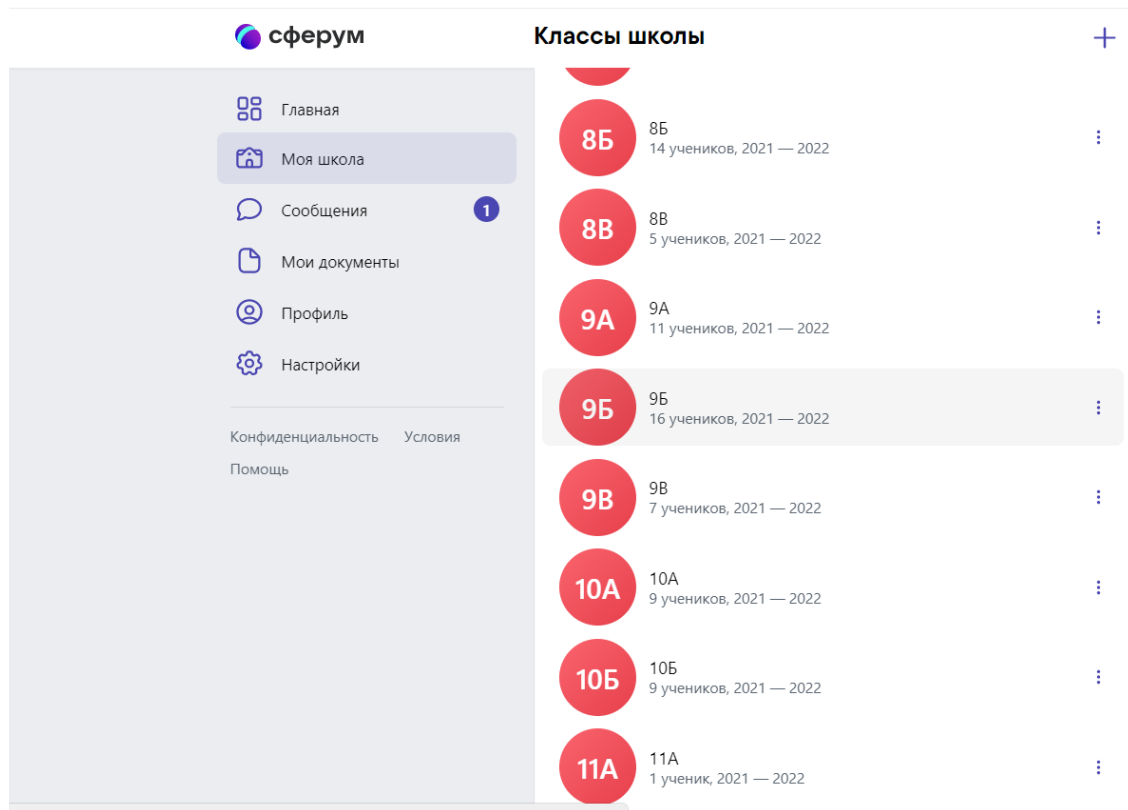 сферум
Классы школы
Главная
Моя школа
Сообщения
1
Мои документы
Профиль
Настройки
Конфиденциальность Условия
Помощь
8Б
8Б
14 учеников, 2021 — 2022
8В
8В
5 учеников, 2021 — 2022
9А
9А
11 учеников, 2021 — 2022
9Б
9Б
16 учеников, 2021 — 2022
9В
9В
7 учеников, 2021 — 2022
10А
10А
9 учеников, 2021 — 2022
10Б
10Б
9 учеников, 2021 — 2022
11А
11А
1 ученик, 2021 — 2022